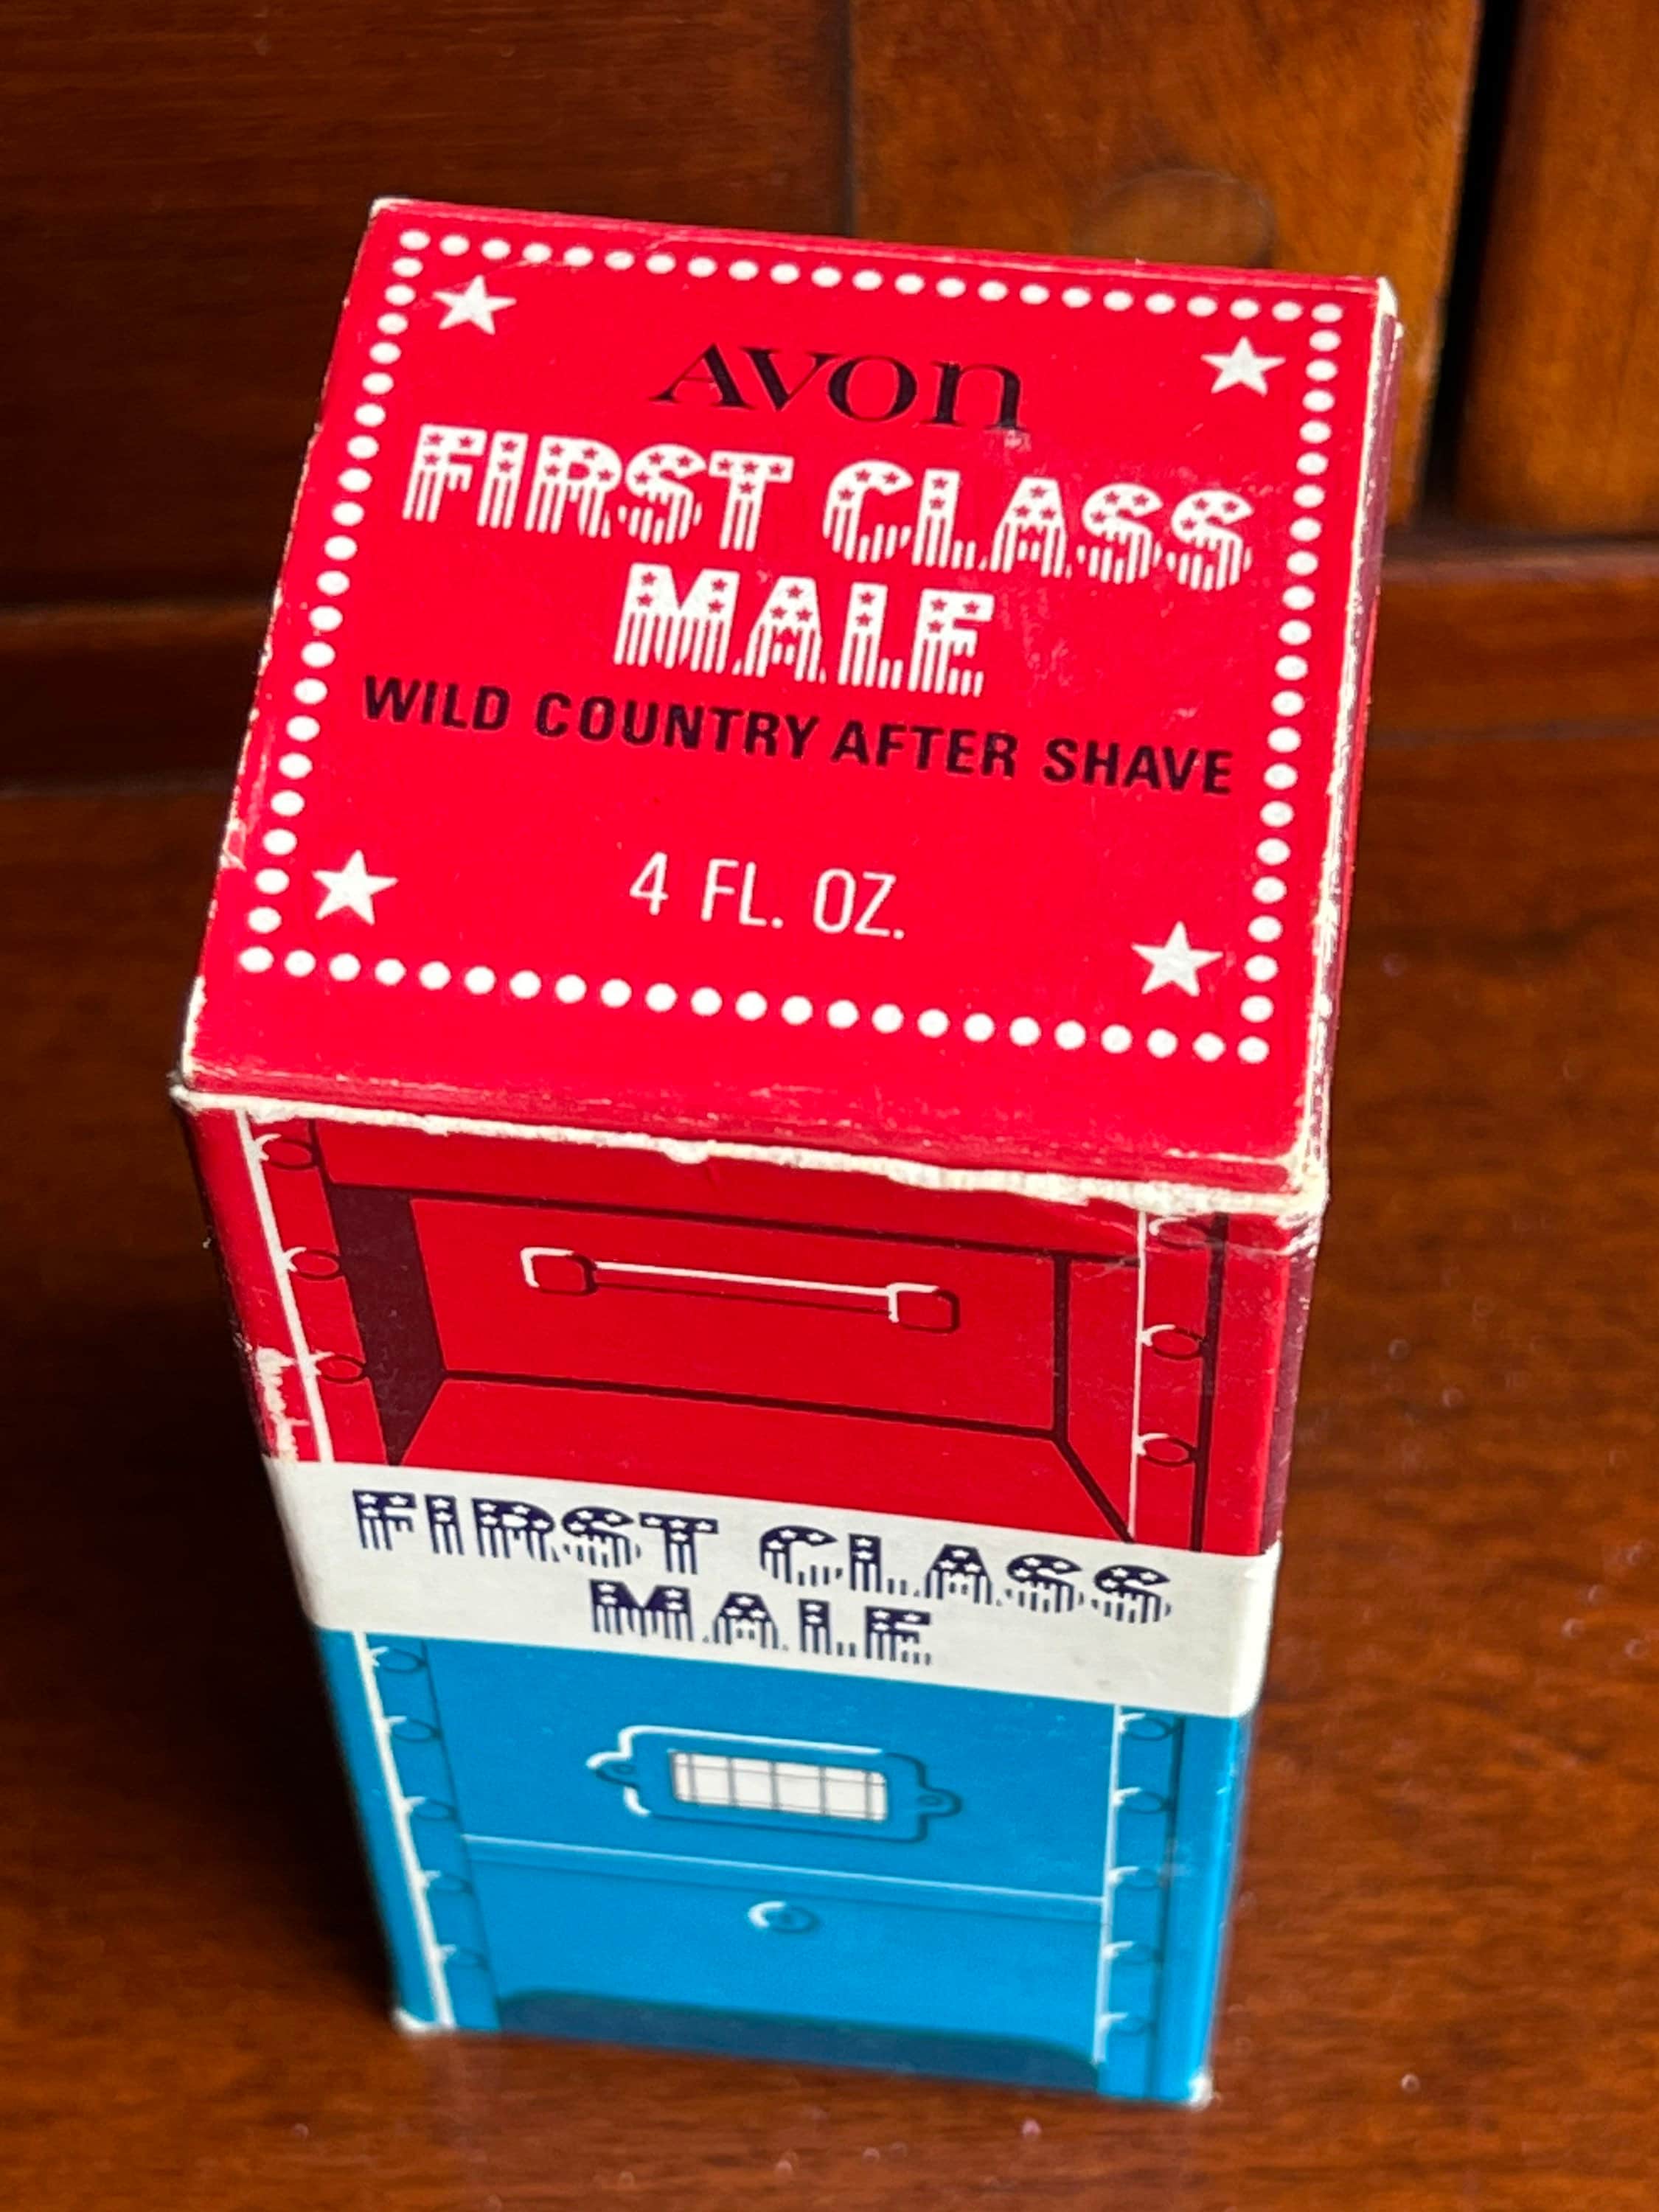 AVON
FIRST CLASS
MALE
WILD COUNTRY AFTER SHAVE
4 FL. OZ.
FIRST CLASS
MALE